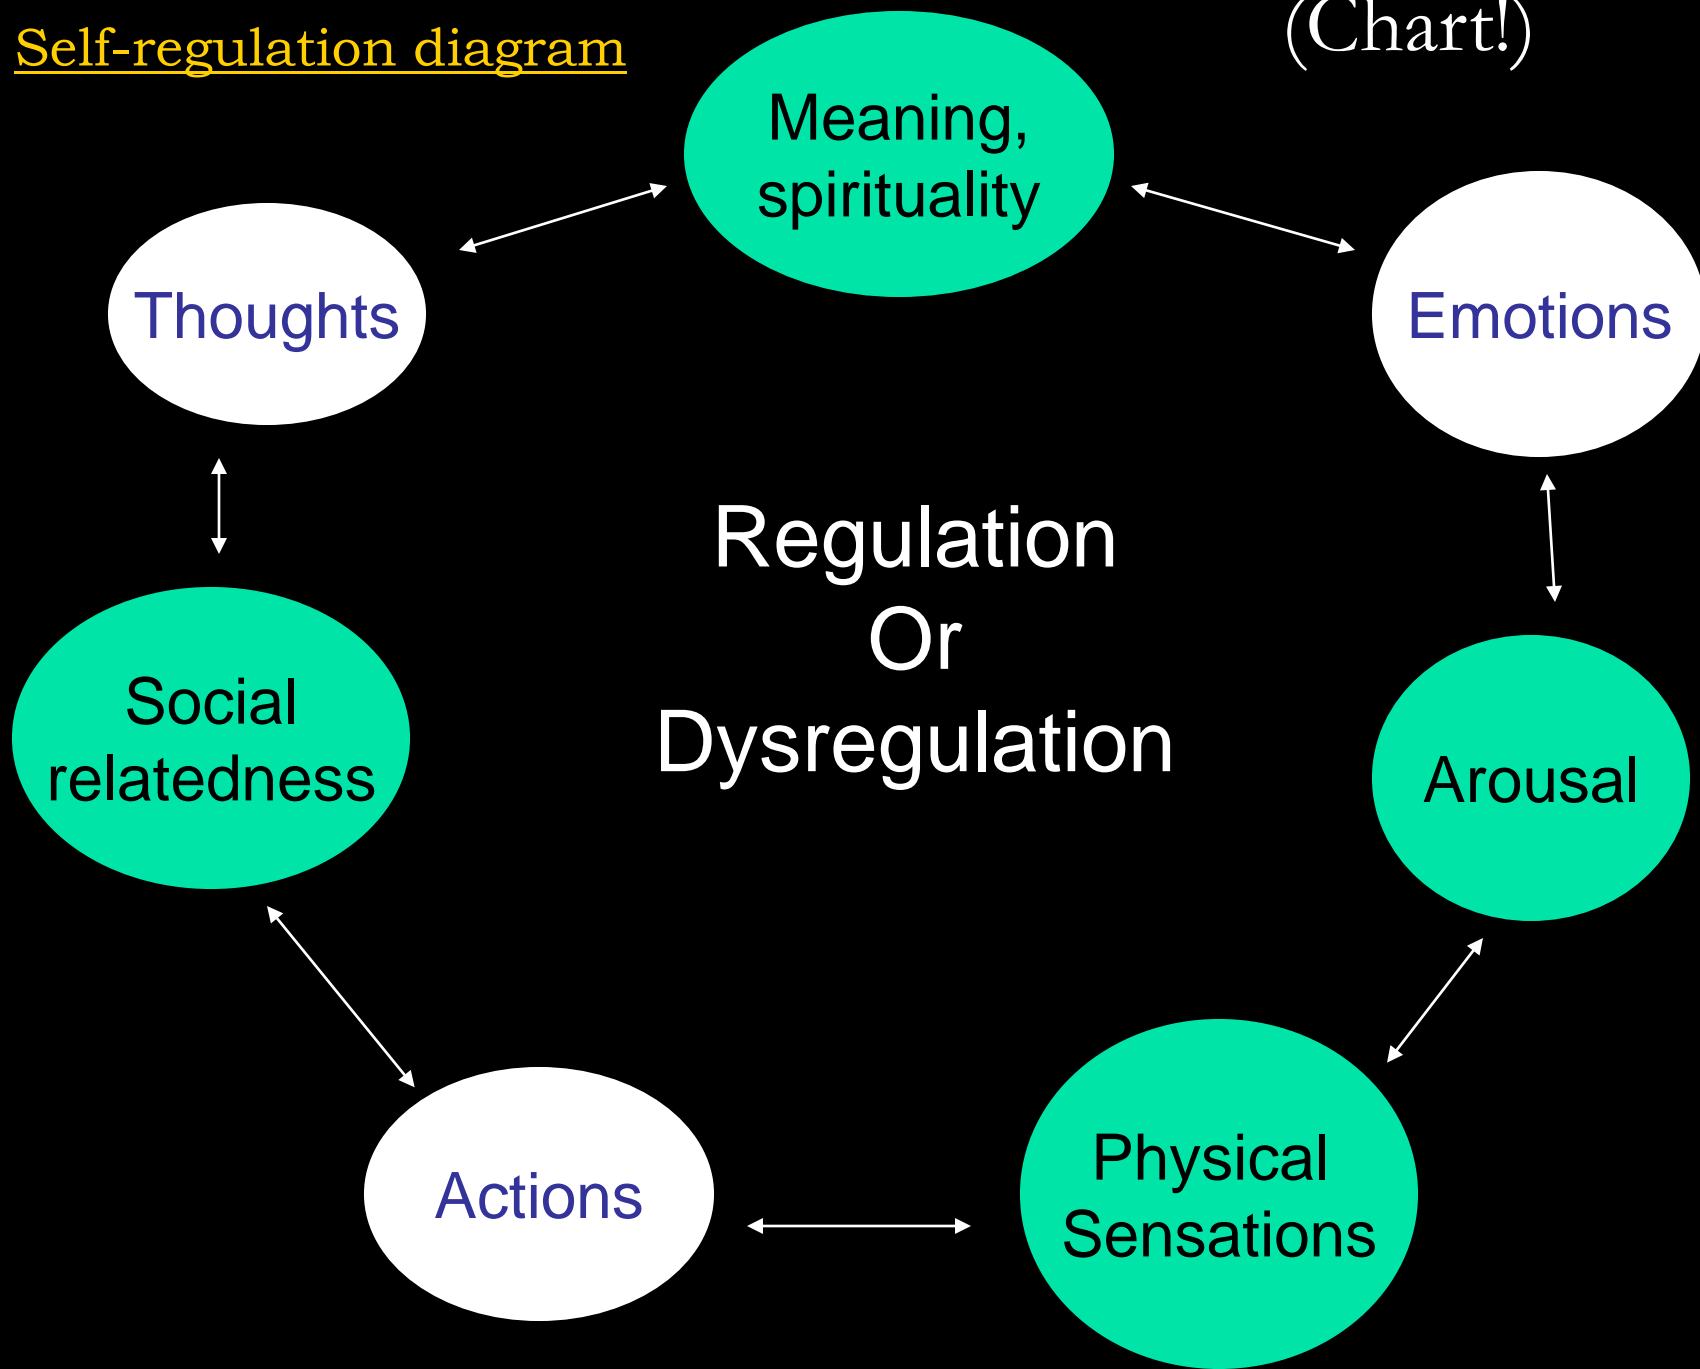 Self-regulation diagram
(Chart!)
Meaning,
spirituality
Thoughts
Emotions
Regulation
Or
Dysregulation
Social
relatedness
Arousal
Actions
Physical
Sensations